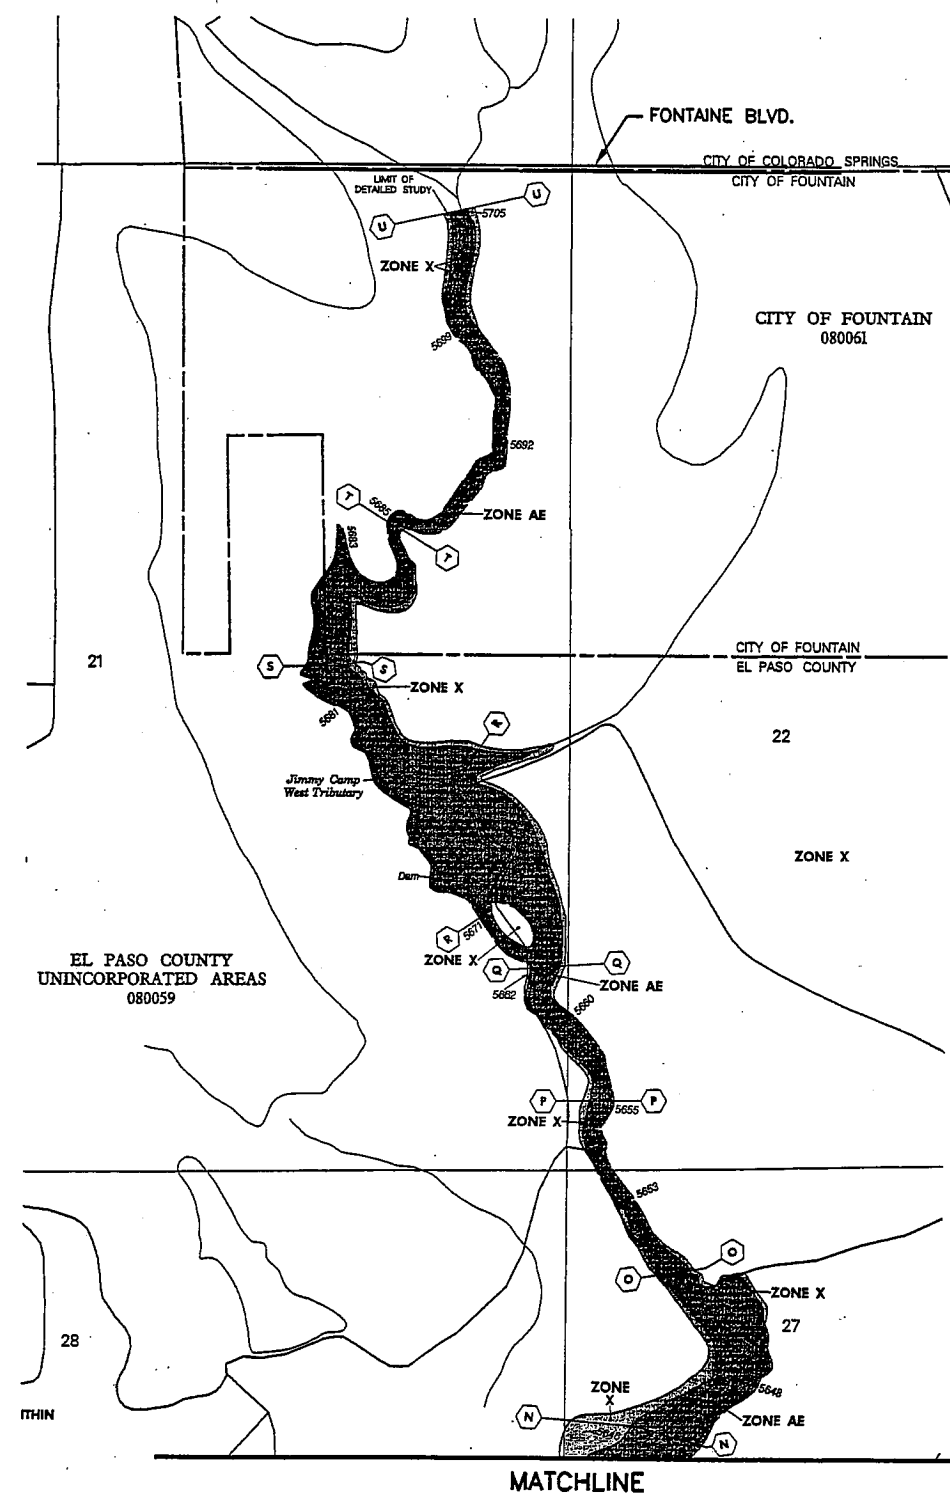 FONTAINE BLVD.
CITY OF COLORADO SPRINGS
CITY OF FOUNTAIN
LIMIT OF
DETAILED STUDY
U
U
5705
ZONE X
CITY OF FOUNTAIN
080061
5699
5692
T
5685
ZONE AE
5683
T
CITY OF FOUNTAIN
EL PASO COUNTY
21
S
S
ZONE X
5681
R
22
Jimmy Camp
West Tributary
ZONE X
Dam
R
5671
ZONE X
EL PASO COUNTY
UNINCORPORATED AREAS
080059
Q
Q
5662
ZONE AE
5660
P
P
5655
ZONE X
5653
O
O
ZONE X
27
28
5648
ZONE
X
ITHIN
N
ZONE AE
N
MATCHLINE